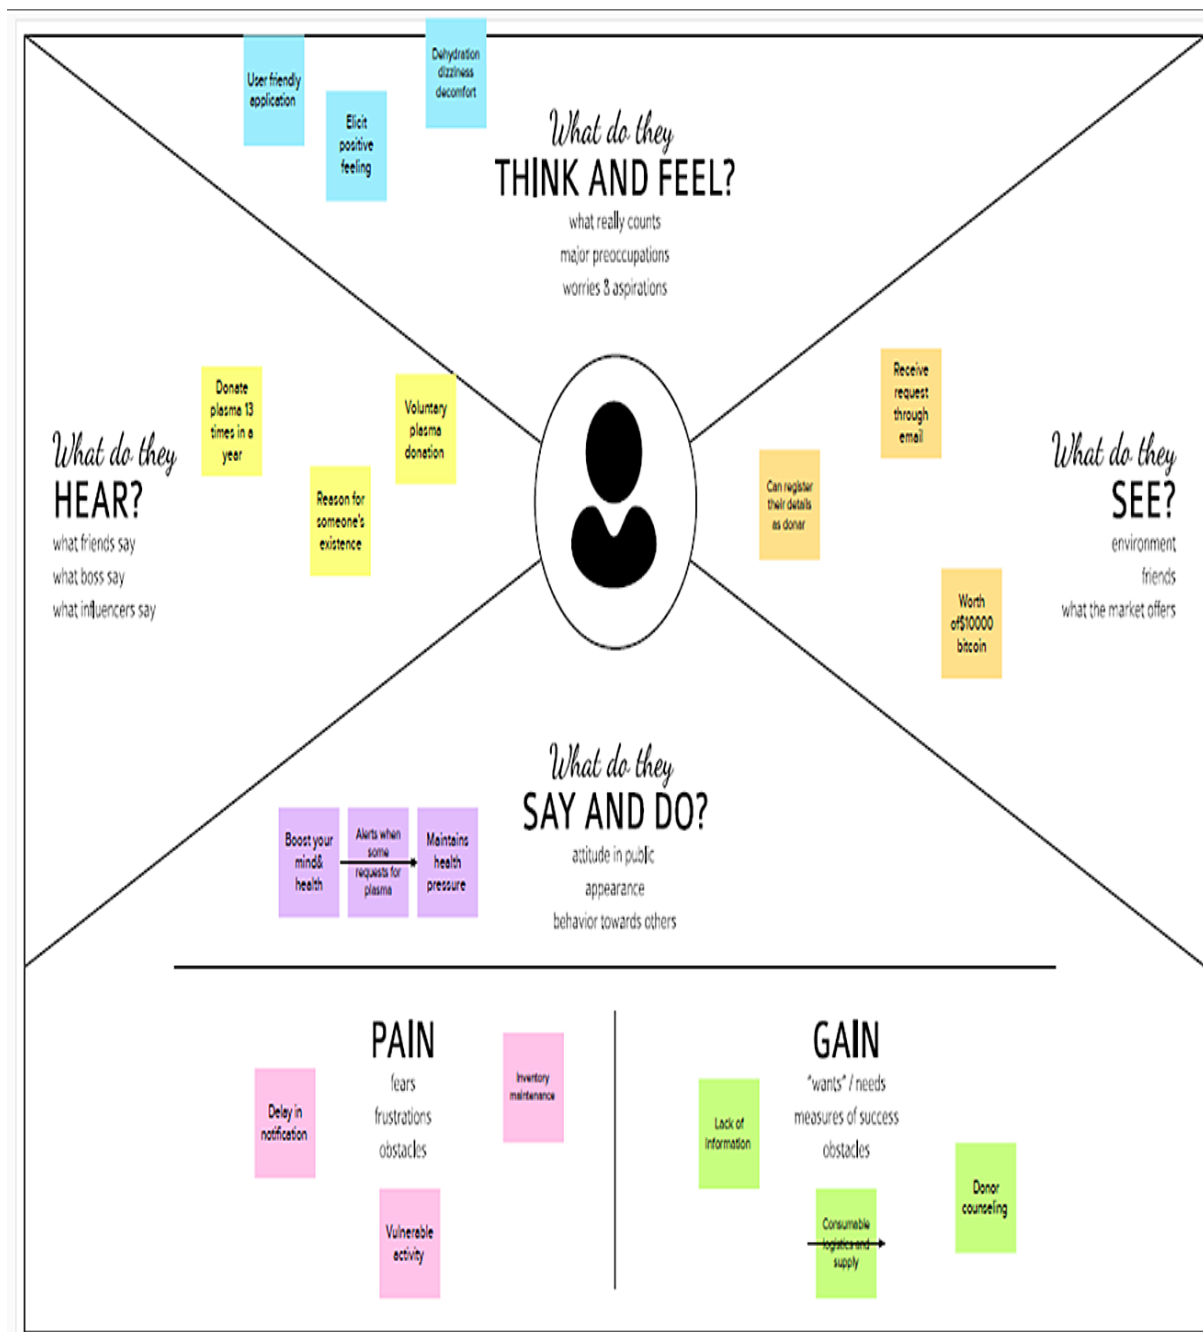 User friendly
application
Elicit
positive
feeling
Dehydration
dizziness
decomfort
What do they
THINK AND FEEL?
what really counts
major preoccupations
worries & aspirations
What do they
HEAR?
what friends say
what boss say
what influencers say
Donate
plasma 13
times in a
year
Reason for
someone's
existence
Voluntary
plasma
donation
Receive
request
through
email
Can register
their details
as donar
Worth
of$10000
bitcoin
What do they
SEE?
environment
friends
what the market offers
What do they
SAY AND DO?
attitude in public
appearance
behavior towards others
Boost your
mind&
health
Alerts when
some
requests for
plasma
Maintains
health
pressure
PAIN
fears
frustrations
obstacles
Delay in
notification
Inventory
maintenance
Vulnerable
activity
GAIN
"wants" / needs
measures of success
obstacles
Lack of
information
Consumable
logistics and
supply
Donor
counseling